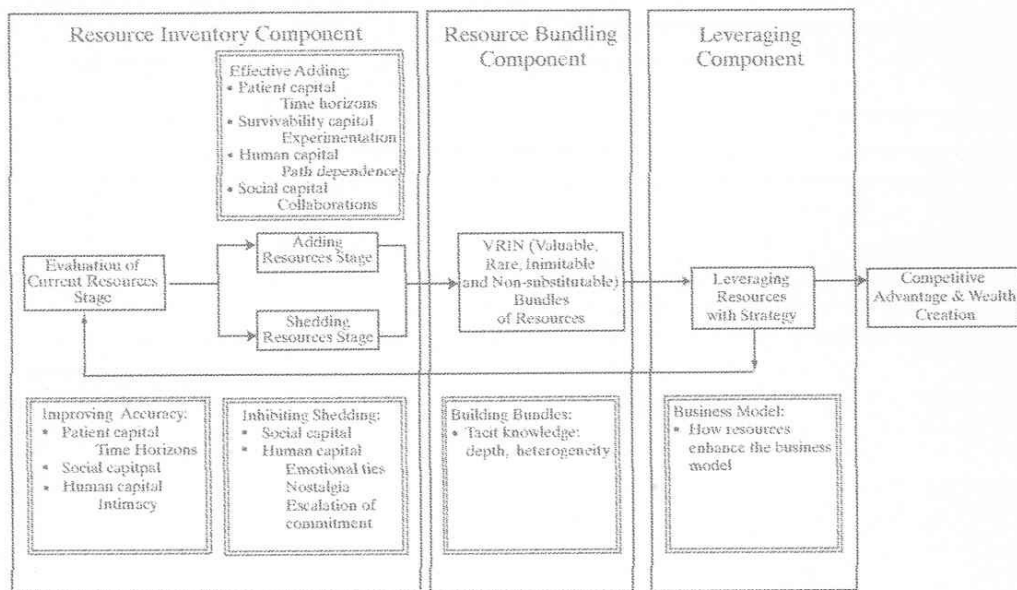 Resource Inventory Component
Effective Adding:
• Patient capital
Time horizons
• Survivability capital
Experimentation
• Human capital
Path dependence
• Social capital
Collaborations
Evaluation of
Current Resources
Stage
Adding
Resources Stage
Shedding
Resources Stage
Improving Accuracy:
• Patient capital
Time Horizons
• Social capitpal
• Human capital
Intimacy
Inhibiting Shedding:
• Social capital
• Human capital
Emotional ties
Nostalgia
Escalation of
commitment
Resource Bundling
Component
VRIN (Valuable,
Rare, Inimitable
and Non-substitutable)
Bundles
of Resources
Building Bundles:
• Tacit knowledge:
depth, heterogeneity
Leveraging
Component
Leveraging
Resources
with Strategy
Business Model:
• How resources
enhance the business
model
Competitive
Advantage & Wealth
Creation